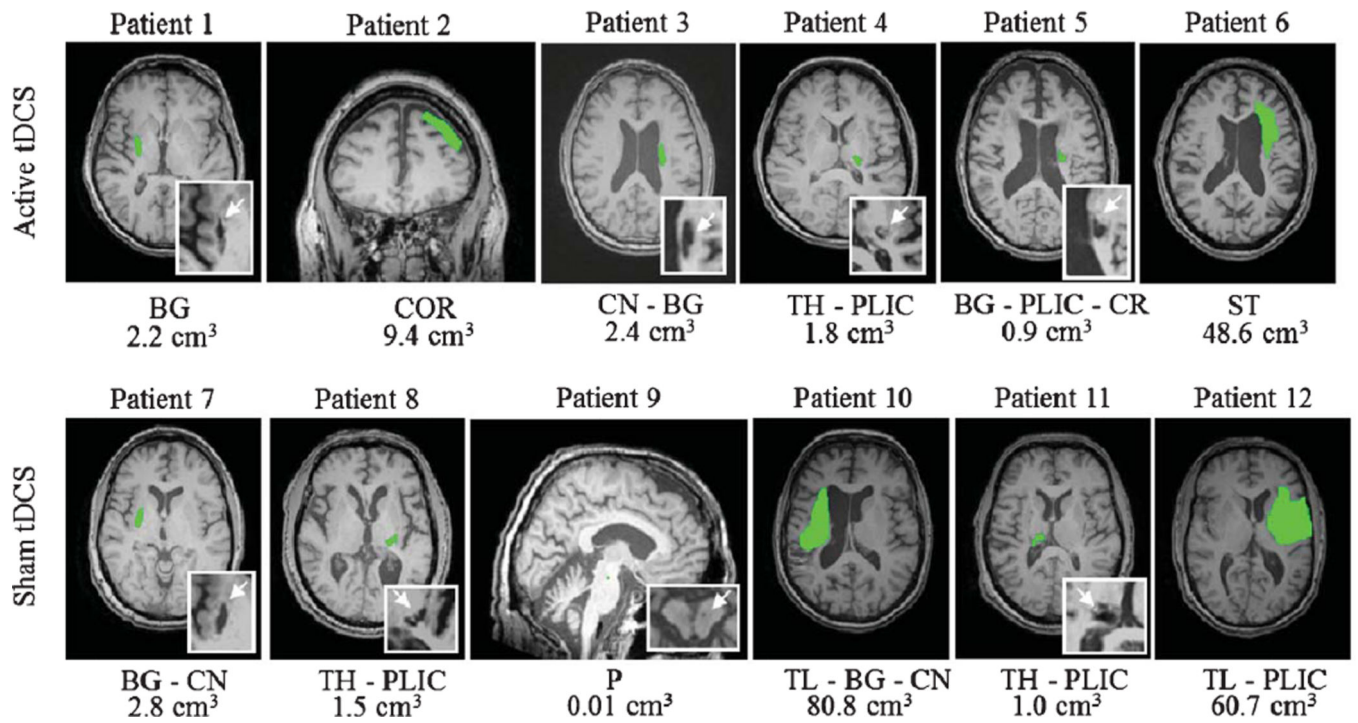 Patient 1 Patient 2 Patient 3 Patient 4 Patient 5 Patient 6
Active tDCS
BG COR CN - BG TH - PLIC BG - PLIC - CR ST
2.2 cm³ 9.4 cm³ 2.4 cm³ 1.8 cm³ 0.9 cm³ 48.6 cm³
Patient 7 Patient 8 Patient 9 Patient 10 Patient 11 Patient 12
Sham tDCS
BG - CN TH - PLIC P TL - BG - CN TH - PLIC TL - PLIC
2.8 cm³ 1.5 cm³ 0.01 cm³ 80.8 cm³ 1.0 cm³ 60.7 cm³